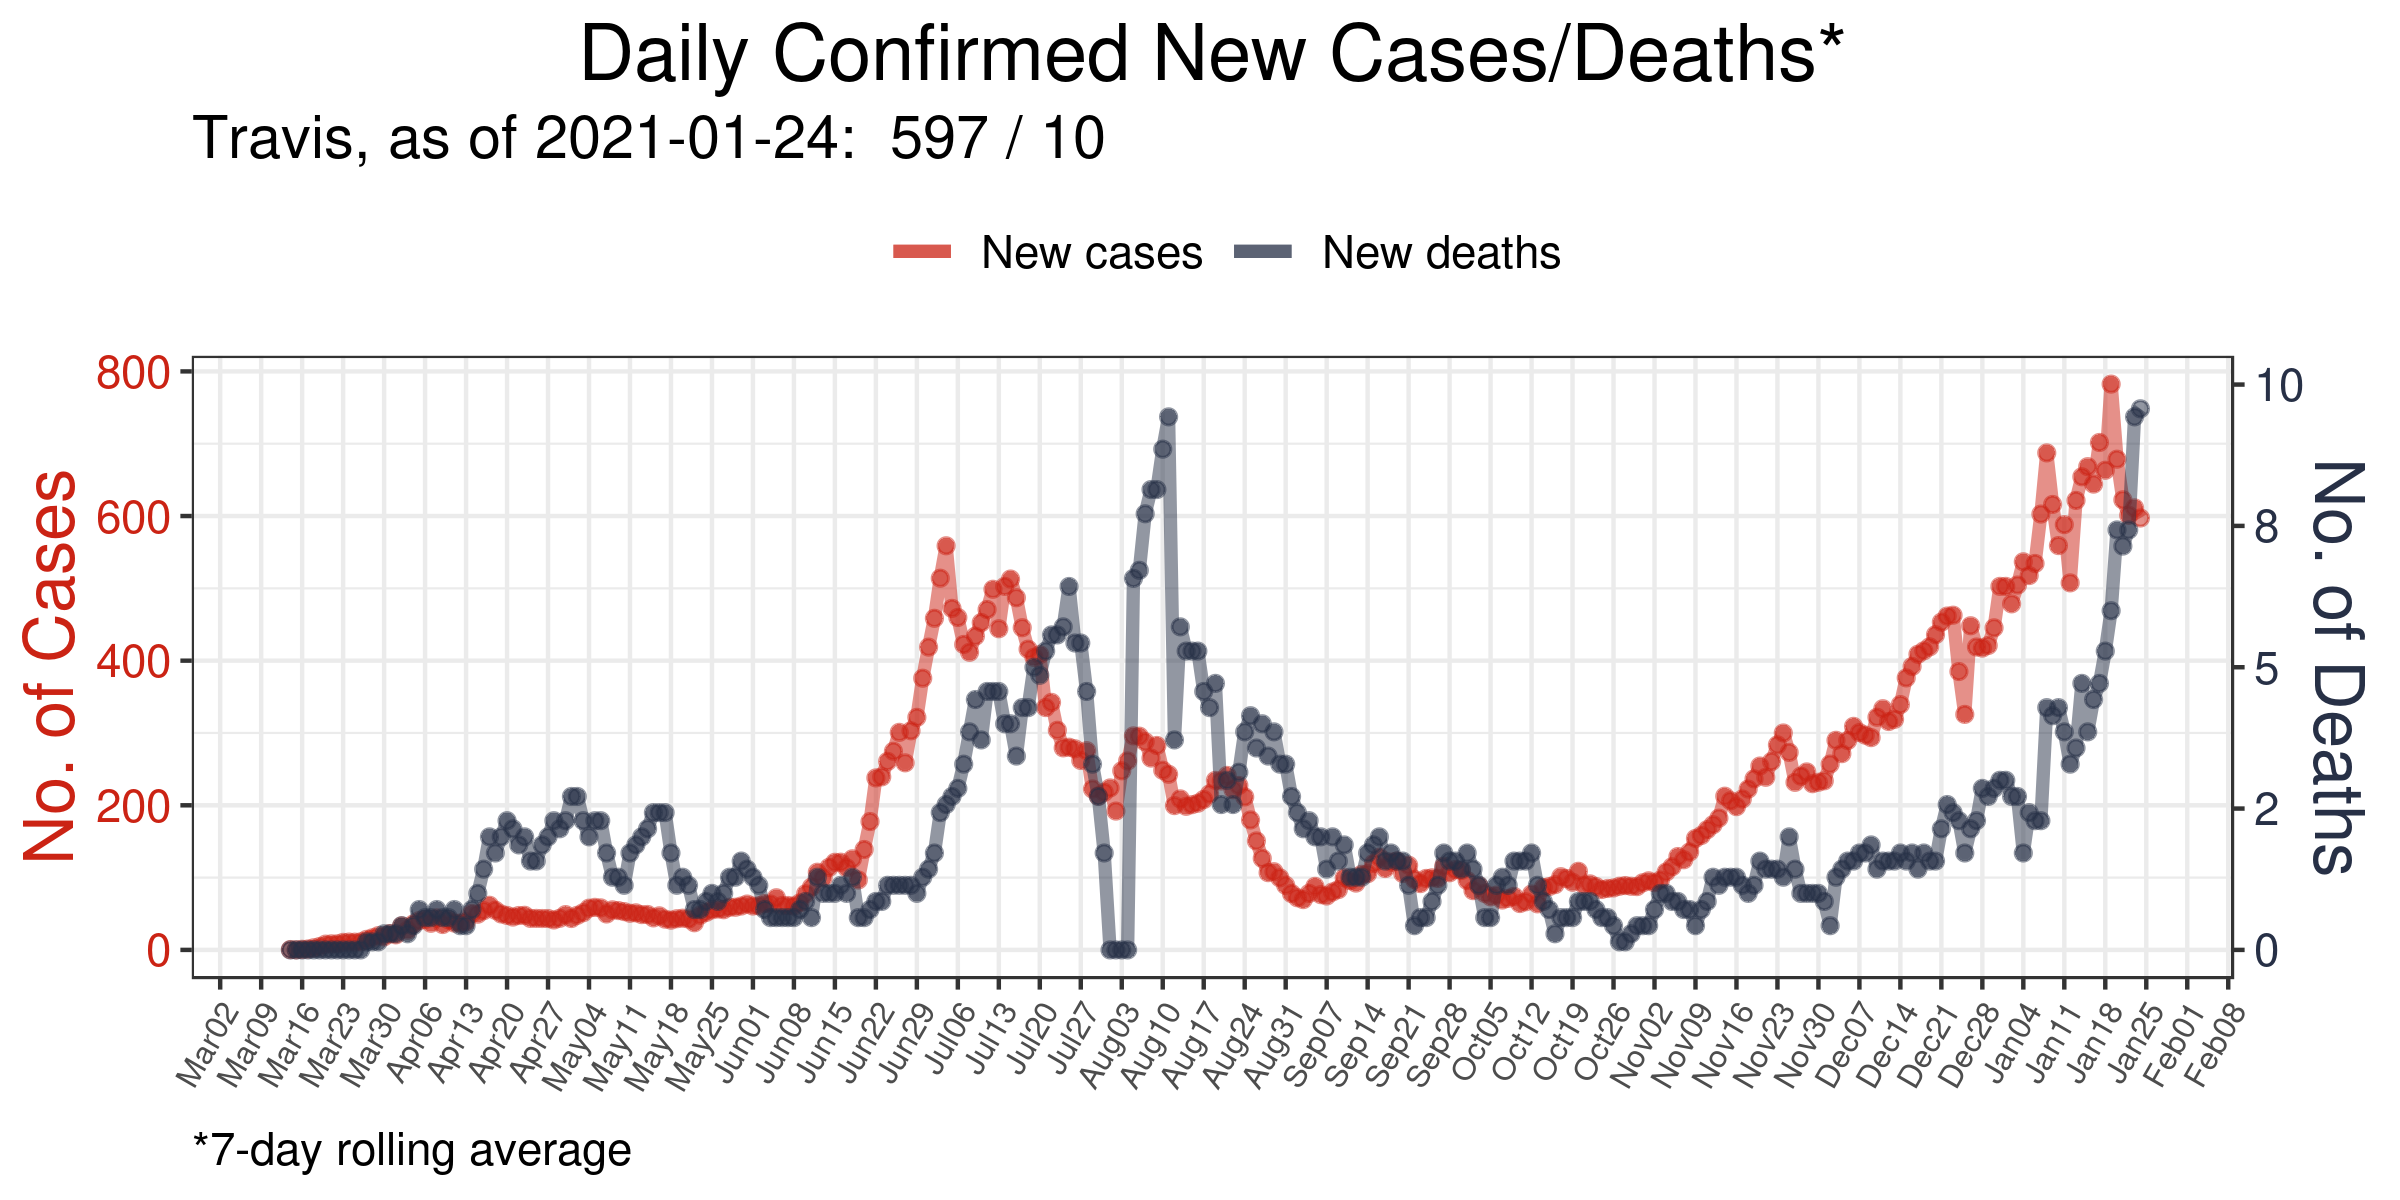 Daily Confirmed New Cases/Deaths*
Travis, as of 2021-01-24:  597 / 10
New cases
New deaths
No. of Cases
800
600
400
200
0
10
8
5
2
0
No. of Deaths
Mar02
Mar09
Mar16
Mar23
Mar30
Apr06
Apr13
Apr20
Apr27
May04
May11
May18
May25
Jun01
Jun08
Jun15
Jun22
Jun29
Jul06
Jul13
Jul20
Jul27
Aug03
Aug10
Aug17
Aug24
Aug31
Sep07
Sep14
Sep21
Sep28
Oct05
Oct12
Oct19
Oct26
Nov02
Nov09
Nov16
Nov23
Nov30
Dec07
Dec14
Dec21
Dec28
Jan04
Jan11
Jan18
Jan25
Feb01
Feb08
*7-day rolling average